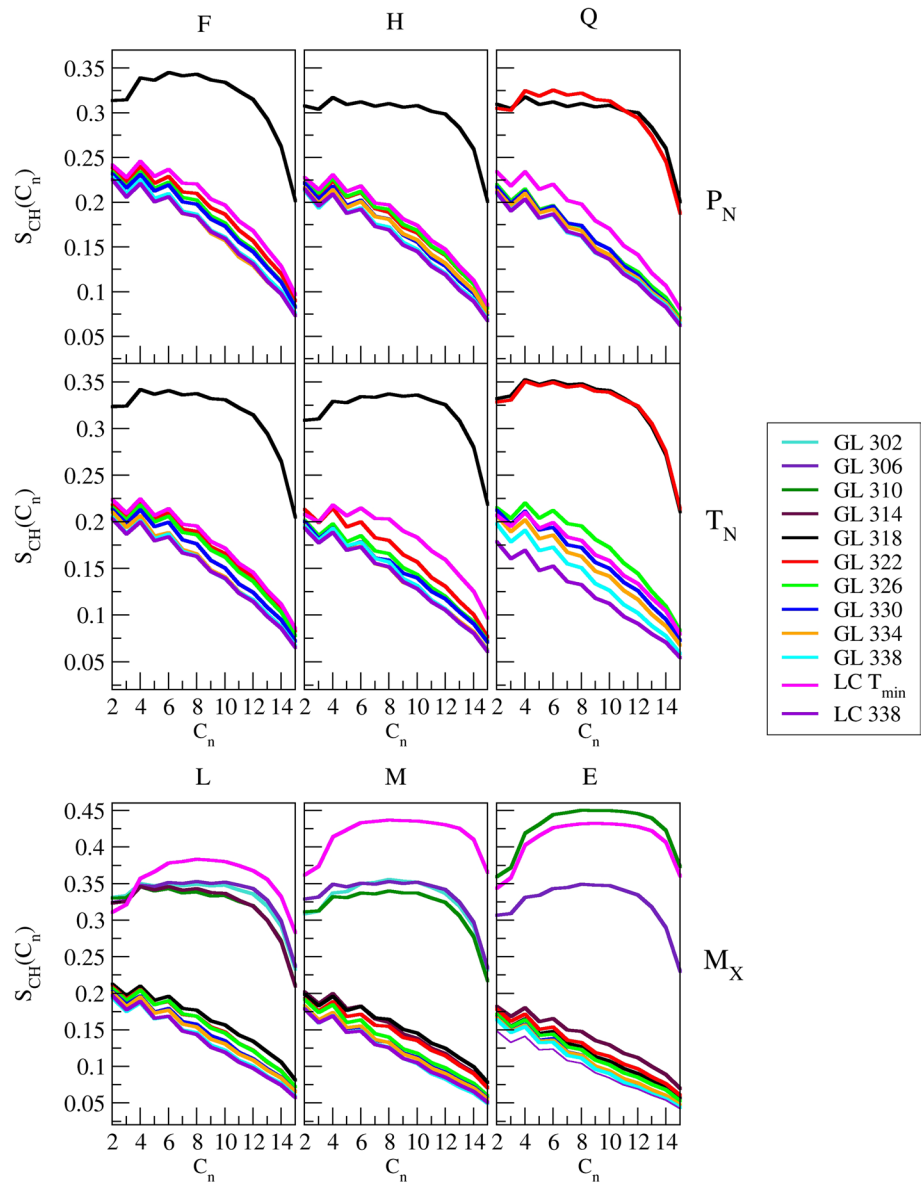 F H Q
0.35
0.3
0.25
0.2
0.15
0.1
0.05
S_CH(C_n)
P_N
0.35
0.3
0.25
0.2
0.15
0.1
0.05
S_CH(C_n)
T_N
2 4 6 8 10 12 14 2 4 6 8 10 12 14 2 4 6 8 10 12 14
C_n C_n C_n
GL 302
GL 306
GL 310
GL 314
GL 318
GL 322
GL 326
GL 330
GL 334
GL 338
LC T_min
LC 338
L M E
0.45
0.4
0.35
0.3
0.25
0.2
0.15
0.1
0.05
S_CH(C_n)
M_X
2 4 6 8 10 12 14 2 4 6 8 10 12 14 2 4 6 8 10 12 14
C_n C_n C_n